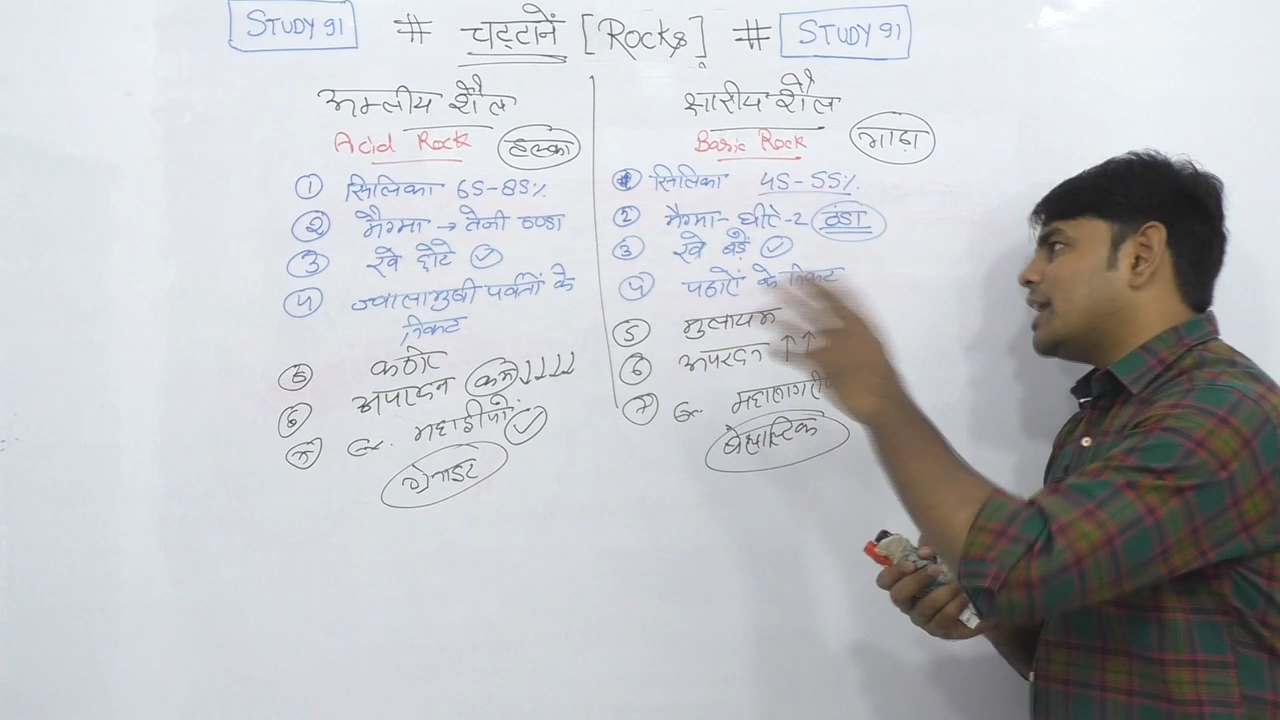 STUDY 91 # चट्टानें [Rocks] # STUDY 91
अम्लीय शैल
Acid Rock हल्का
① सिलिका 65-85%
② मैग्मा → तेजी ठण्डा
③ रवे छोटे ✓
④ ज्वालामुखी पर्वतों के
निकट
⑤ कठोर
⑥ अपरदन कम ↓↓↓↓
⑦ Ex. महाद्वीपों ✓
ग्रेनाइट
क्षारीय शैल
Basic Rock गाढ़ा
① सिलिका 45-55%.
② मैग्मा - धीरे-2 ठंडा
③ रवे बड़े ✓
④ पठारों के निकट
⑤ मुलायम
⑥ अपरदन ↑↑
⑦ Ex.